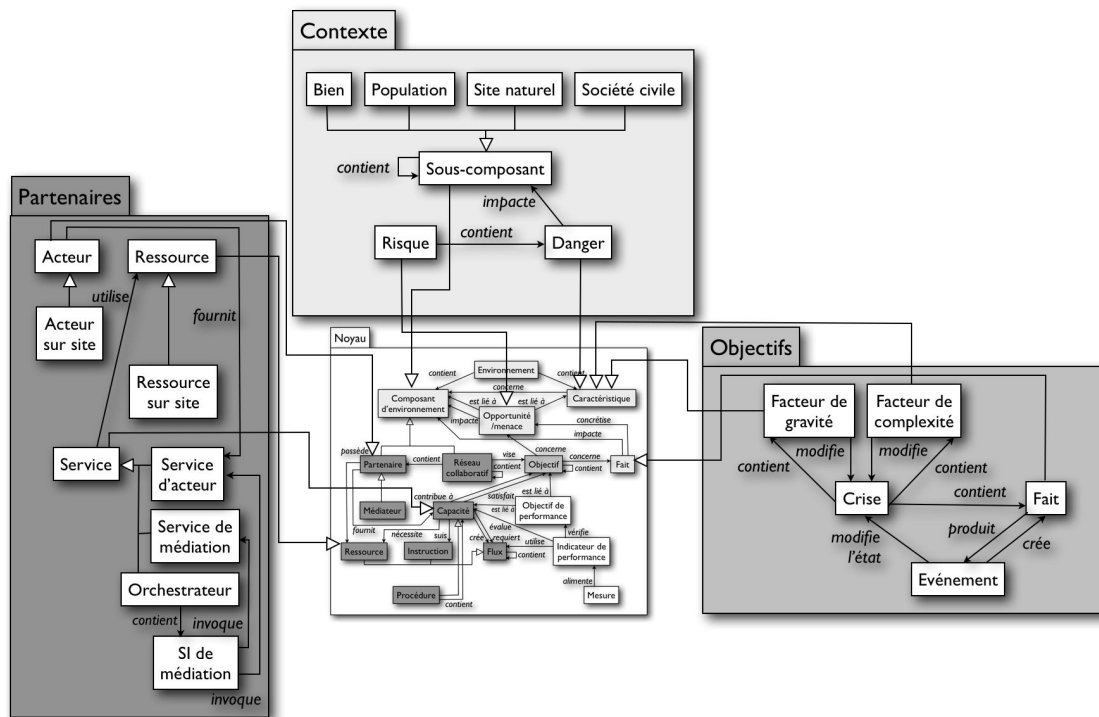 Contexte
Bien
Population
Site naturel
Société civile
contient
Sous-composant
impacte
Risque
contient
Danger
Partenaires
Acteur
Ressource
utilise
fournit
Acteur
sur site
Ressource
sur site
Service
Service
d'acteur
Service de
médiation
Orchestrateur
contient
invoque
SI de
médiation
invoque
Noyau
Environnement
contient
contient
concerne
Composant
d'environnement
est lié à
est lié à
Caractéristique
impacte
Opportunité
/menace
concrétise
impacte
possède
concerne
Partenaire
contient
Réseau
collaboratif
vise
contient
Objectif
concerne
contient
Fait
est lié à
Médiateur
contribue à
Capacité
satisfait
est lié à
Objectif de
performance
fournit
nécessite
suis
crée
évalue
requiert
vérifie
utilise
Ressource
Instruction
Flux
contient
Indicateur de
performance
alimente
Procédure
contient
Mesure
Objectifs
Facteur de
gravité
Facteur de
complexité
modifie
modifie
contient
contient
Crise
contient
Fait
modifie
l'état
produit
crée
Evénement